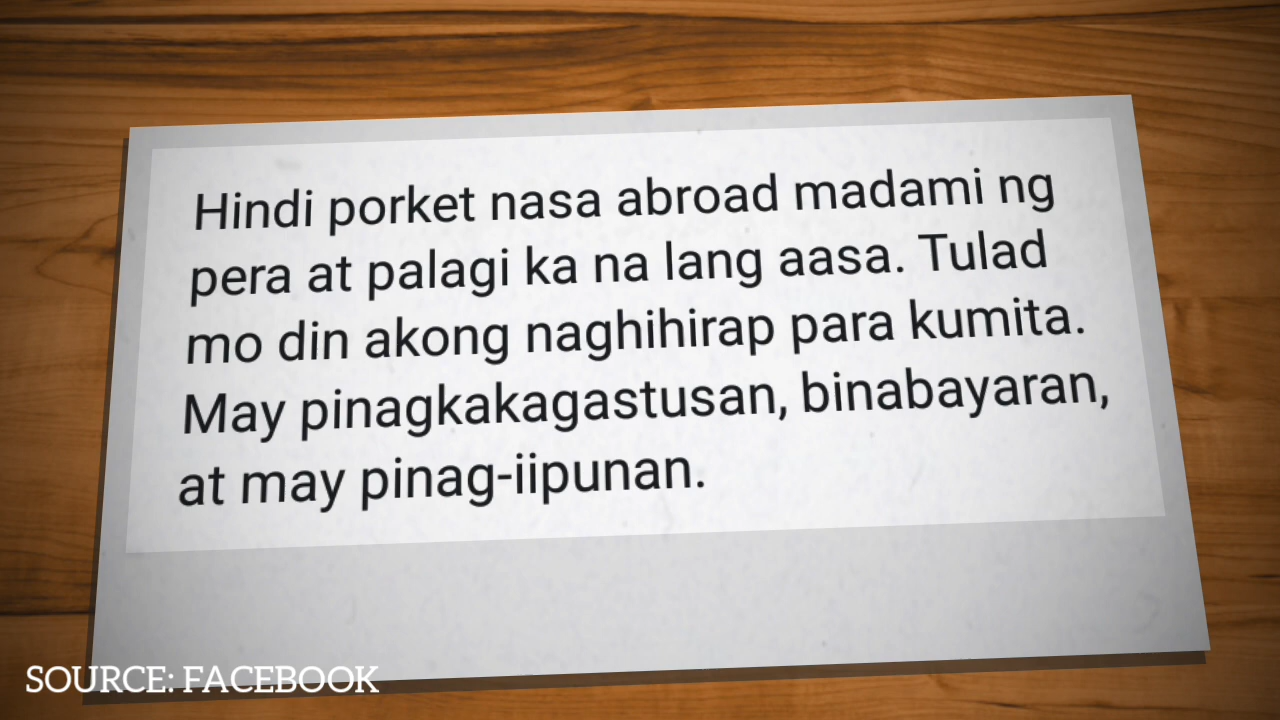 Hindi porket nasa abroad madami ng
pera at palagi ka na lang aasa. Tulad
mo din akong naghihirap para kumita.
May pinagkakagastusan, binabayaran,
at may pinag-iipunan.
SOURCE: FACEBOOK